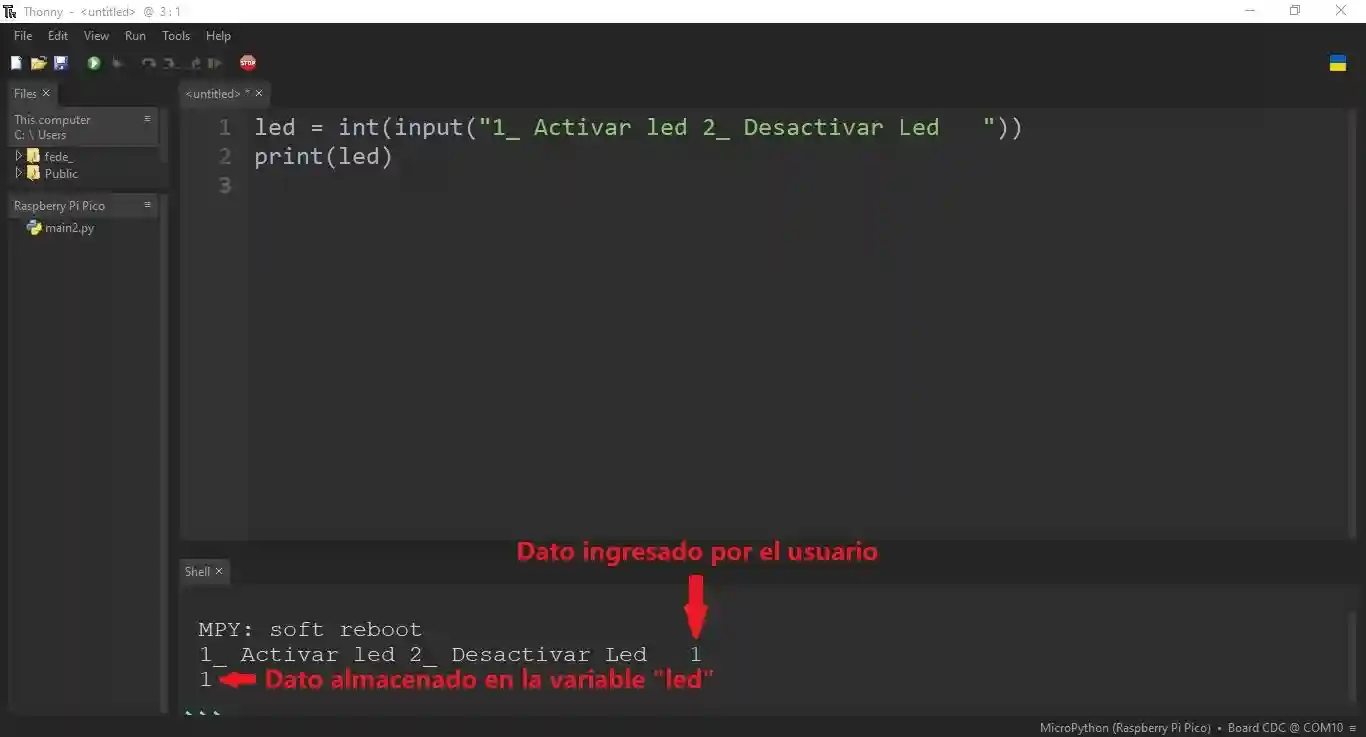 Thonny - <untitled> @ 3:1
File Edit View Run Tools Help
STOP
Files ×
This computer
C: \ Users
fede_
Public
Raspberry Pi Pico
main2.py
<untitled> * ×
1 led = int(input("1_ Activar led 2_ Desactivar Led   "))
2 print(led)
3
Dato ingresado por el usuario
Shell ×
MPY: soft reboot
1_ Activar led 2_ Desactivar Led   1
1
Dato almacenado en la variable "led"
>>>
MicroPython (Raspberry Pi Pico) • Board CDC @ COM10 ≡